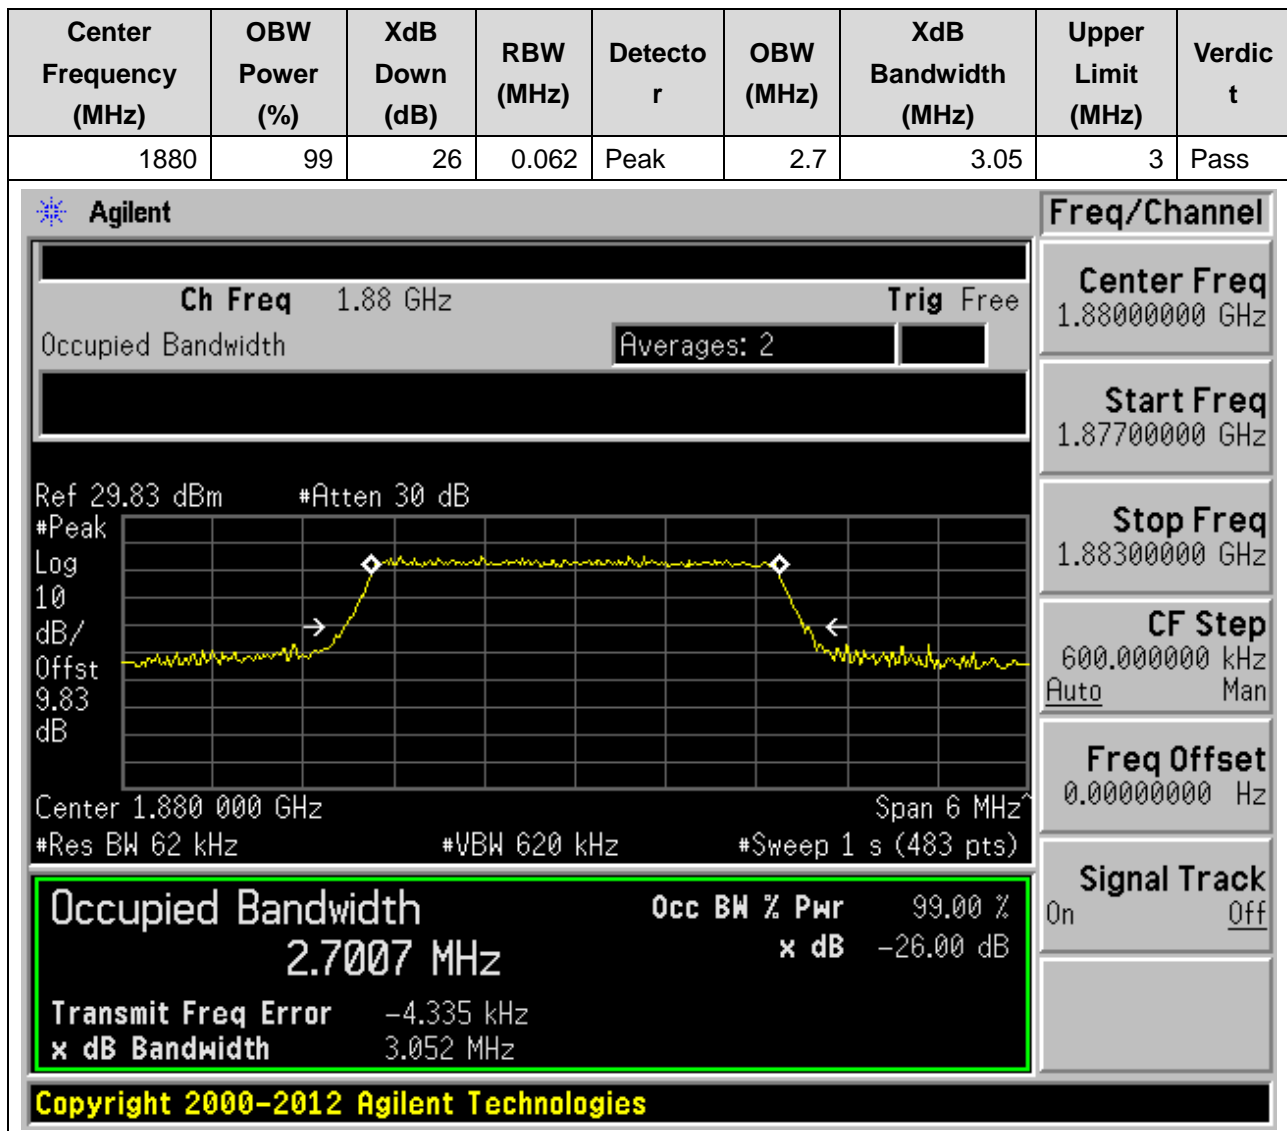 Center Frequency (MHz) OBW Power (%) XdB Down (dB) RBW (MHz) Detecto r OBW (MHz) XdB Bandwidth (MHz) Upper Limit (MHz) Verdic t
1880 99 26 0.062 Peak 2.7 3.05 3 Pass
Agilent
Freq/Channel
Ch Freq 1.88 GHz Trig Free
Occupied Bandwidth Averages: 2
Ref 29.83 dBm #Atten 30 dB
#Peak
Log
10
dB/
Offst
9.83
dB
Center 1.880 000 GHz Span 6 MHz^
#Res BW 62 kHz #VBW 620 kHz #Sweep 1 s (483 pts)
Occupied Bandwidth
2.7007 MHz
Occ BW % Pwr 99.00 %
x dB -26.00 dB
Transmit Freq Error -4.335 kHz
x dB Bandwidth 3.052 MHz
Center Freq
1.88000000 GHz
Start Freq
1.87700000 GHz
Stop Freq
1.88300000 GHz
CF Step
600.000000 kHz
Auto Man
Freq Offset
0.00000000 Hz
Signal Track
On Off
Copyright 2000-2012 Agilent Technologies